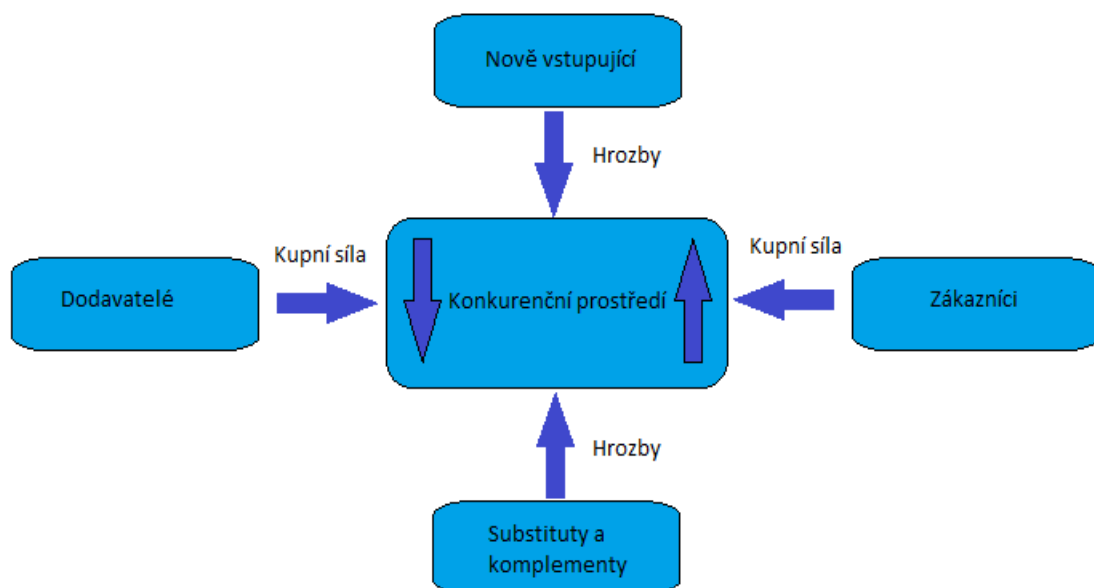 Nově vstupující
Hrozby
Kupní síla
Kupní síla
Dodavatelé
Konkurenční prostředí
Zákazníci
Hrozby
Substituty a
komplementy